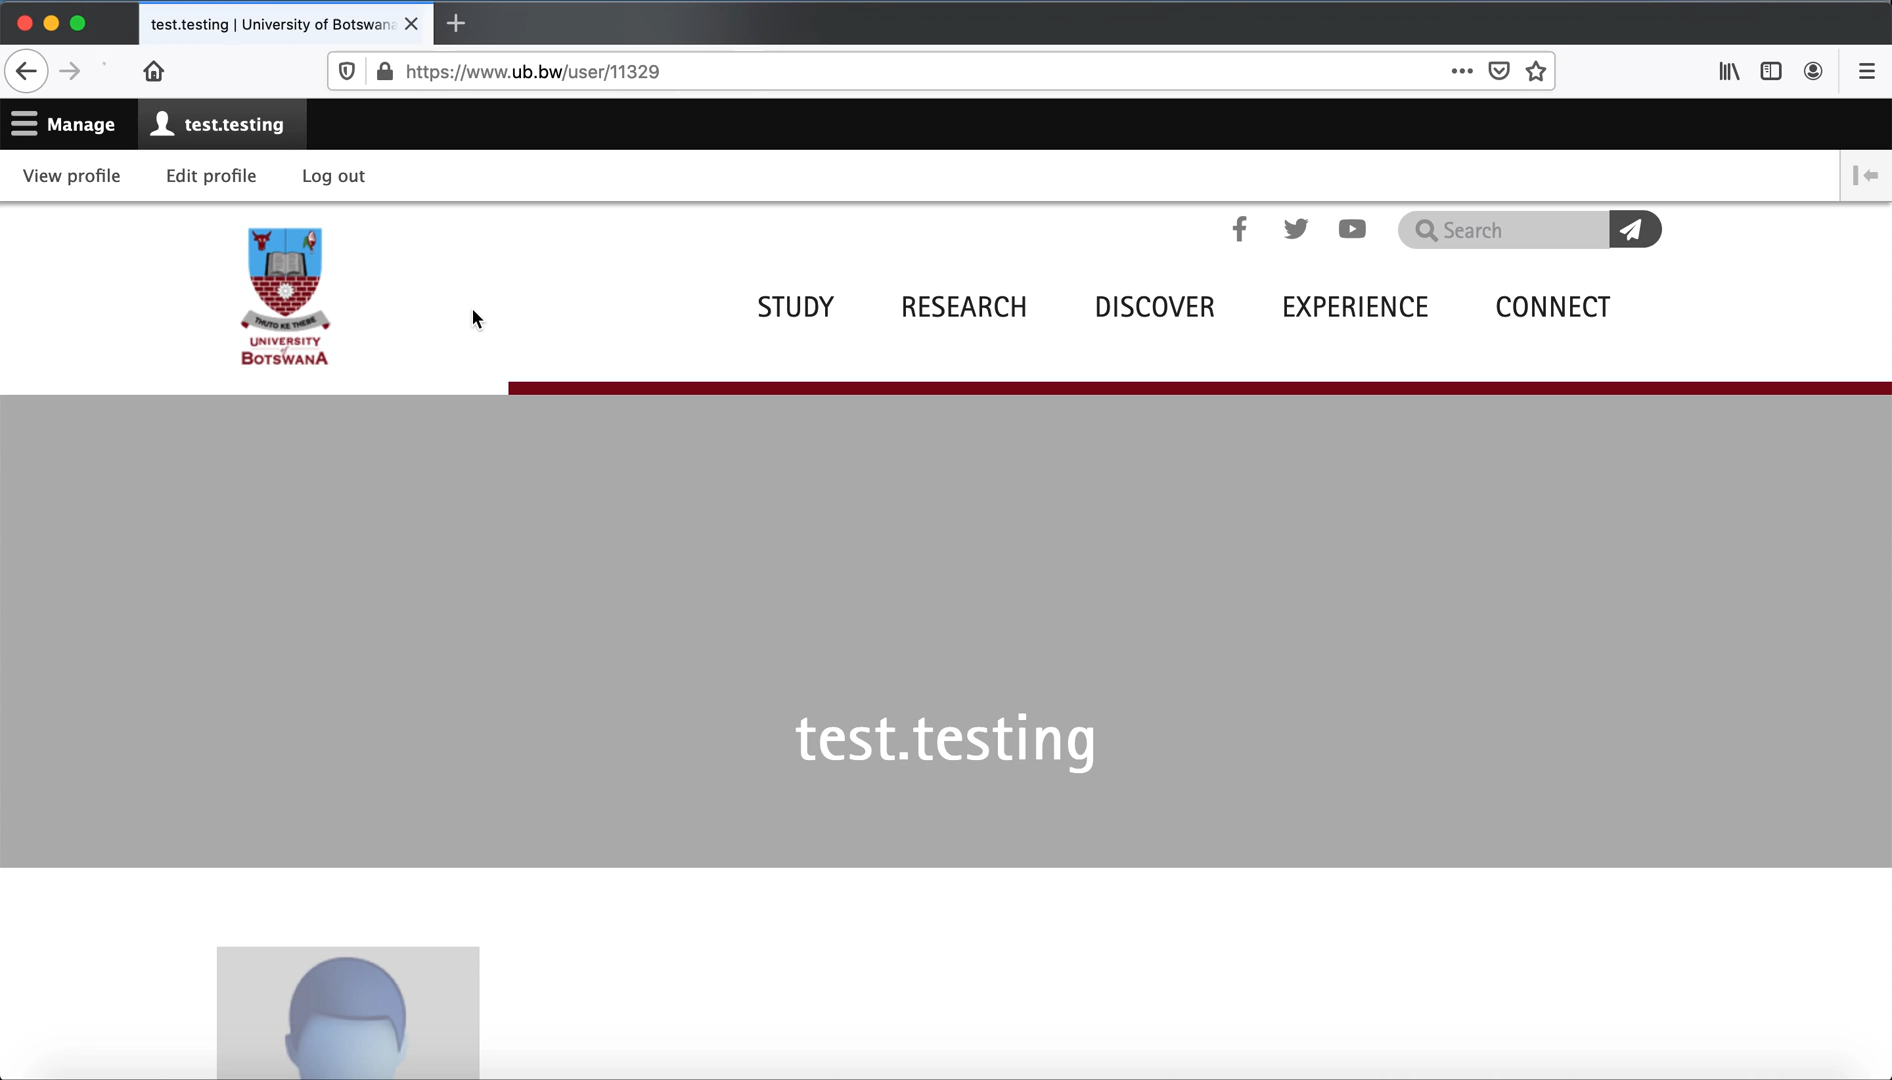 test.testing | University of Botswana
https://www.ub.bw/user/11329
Manage
test.testing
View profile
Edit profile
Log out
Search
THUTO KE THEBE
UNIVERSITY
of
BOTSWANA
STUDY
RESEARCH
DISCOVER
EXPERIENCE
CONNECT
test.testing